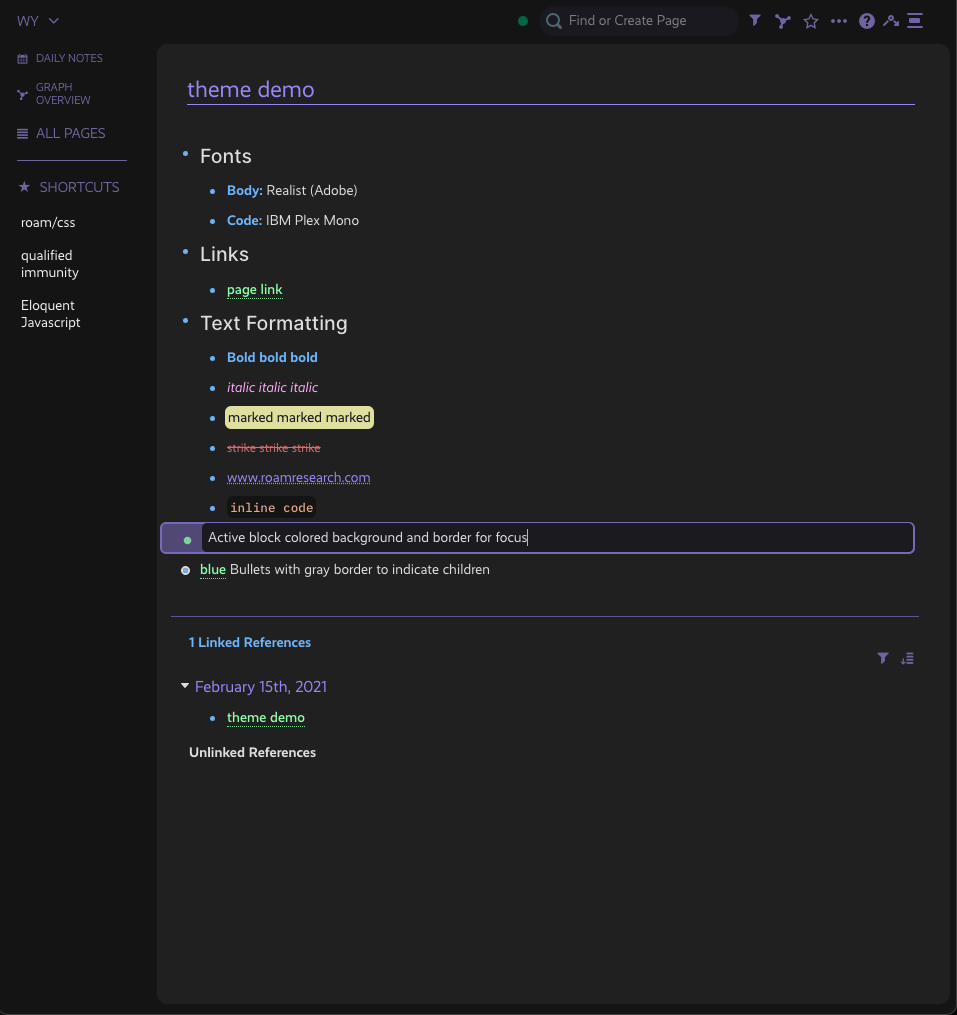 WY
Find or Create Page
DAILY NOTES
GRAPH
OVERVIEW
ALL PAGES
SHORTCUTS
roam/css
qualified
immunity
Eloquent
Javascript
theme demo
Fonts
Body: Realist (Adobe)
Code: IBM Plex Mono
Links
page link
Text Formatting
Bold bold bold
italic italic italic
marked marked marked
strike strike strike
www.roamresearch.com
inline code
Active block colored background and border for focus
blue Bullets with gray border to indicate children
1 Linked References
February 15th, 2021
theme demo
Unlinked References